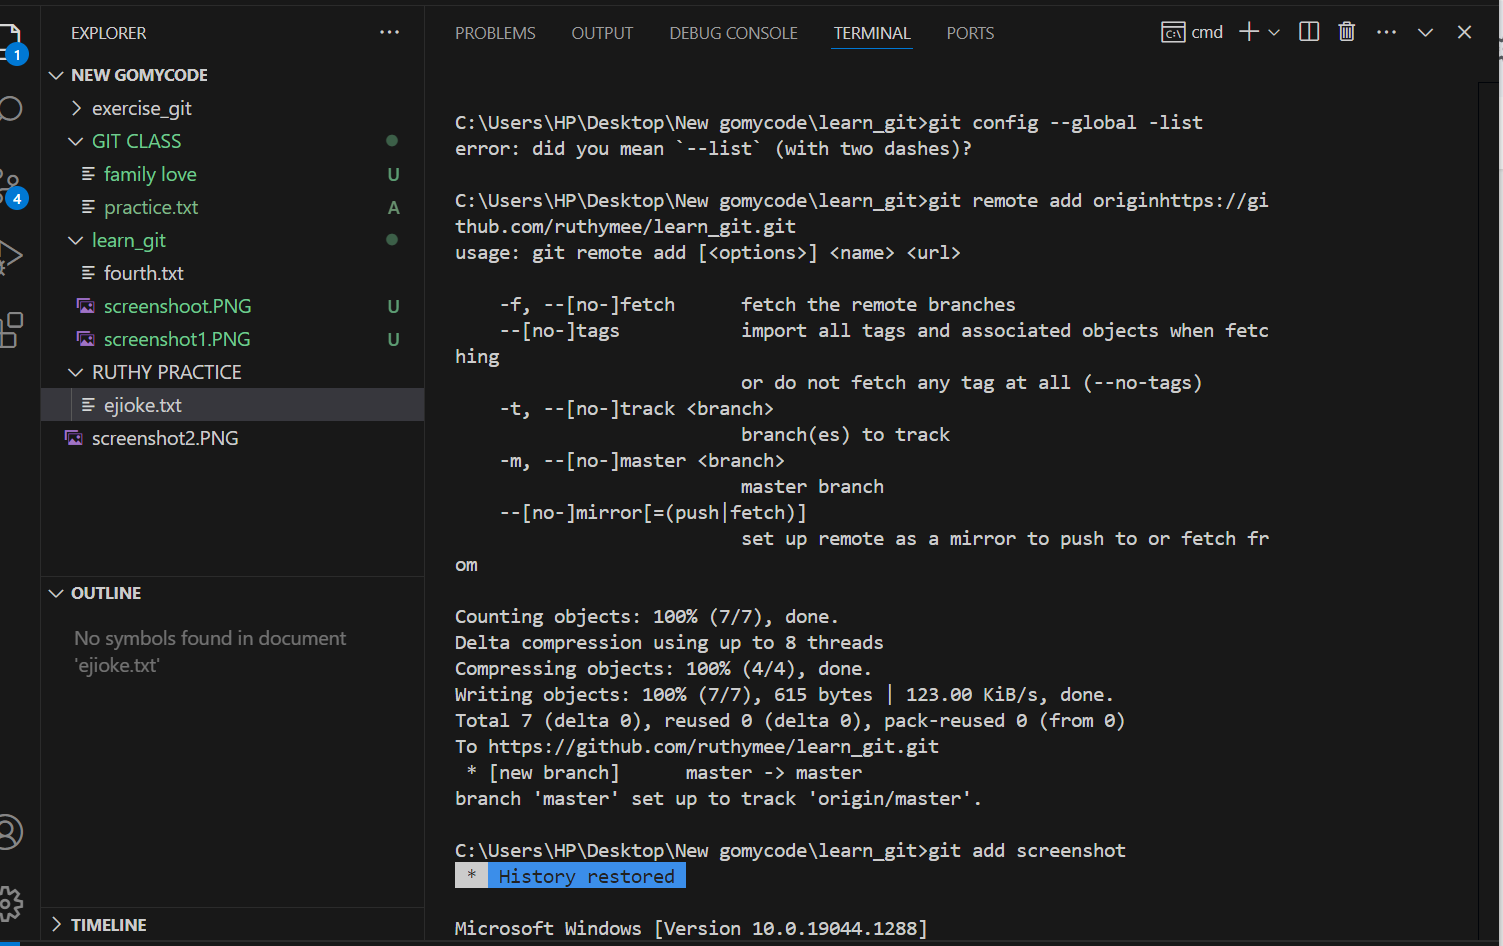 EXPLORER
NEW GOMYCODE
exercise_git
GIT CLASS
family love U
practice.txt A
learn_git
fourth.txt
screenshoot.PNG U
screenshot1.PNG U
RUTHY PRACTICE
ejioke.txt
screenshot2.PNG
OUTLINE
No symbols found in document
'ejioke.txt'
TIMELINE
1
4
PROBLEMS OUTPUT DEBUG CONSOLE TERMINAL PORTS
cmd
C:\Users\HP\Desktop\New gomycode\learn_git>git config --global -list
error: did you mean `--list` (with two dashes)?
C:\Users\HP\Desktop\New gomycode\learn_git>git remote add originhttps://gi
thub.com/ruthymee/learn_git.git
usage: git remote add [<options>] <name> <url>
-f, --[no-]fetch fetch the remote branches
--[no-]tags import all tags and associated objects when fetc
hing
or do not fetch any tag at all (--no-tags)
-t, --[no-]track <branch>
branch(es) to track
-m, --[no-]master <branch>
master branch
--[no-]mirror[=(push|fetch)]
set up remote as a mirror to push to or fetch fr
om
Counting objects: 100% (7/7), done.
Delta compression using up to 8 threads
Compressing objects: 100% (4/4), done.
Writing objects: 100% (7/7), 615 bytes | 123.00 KiB/s, done.
Total 7 (delta 0), reused 0 (delta 0), pack-reused 0 (from 0)
To https://github.com/ruthymee/learn_git.git
* [new branch] master -> master
branch 'master' set up to track 'origin/master'.
C:\Users\HP\Desktop\New gomycode\learn_git>git add screenshot
* History restored
Microsoft Windows [Version 10.0.19044.1288]